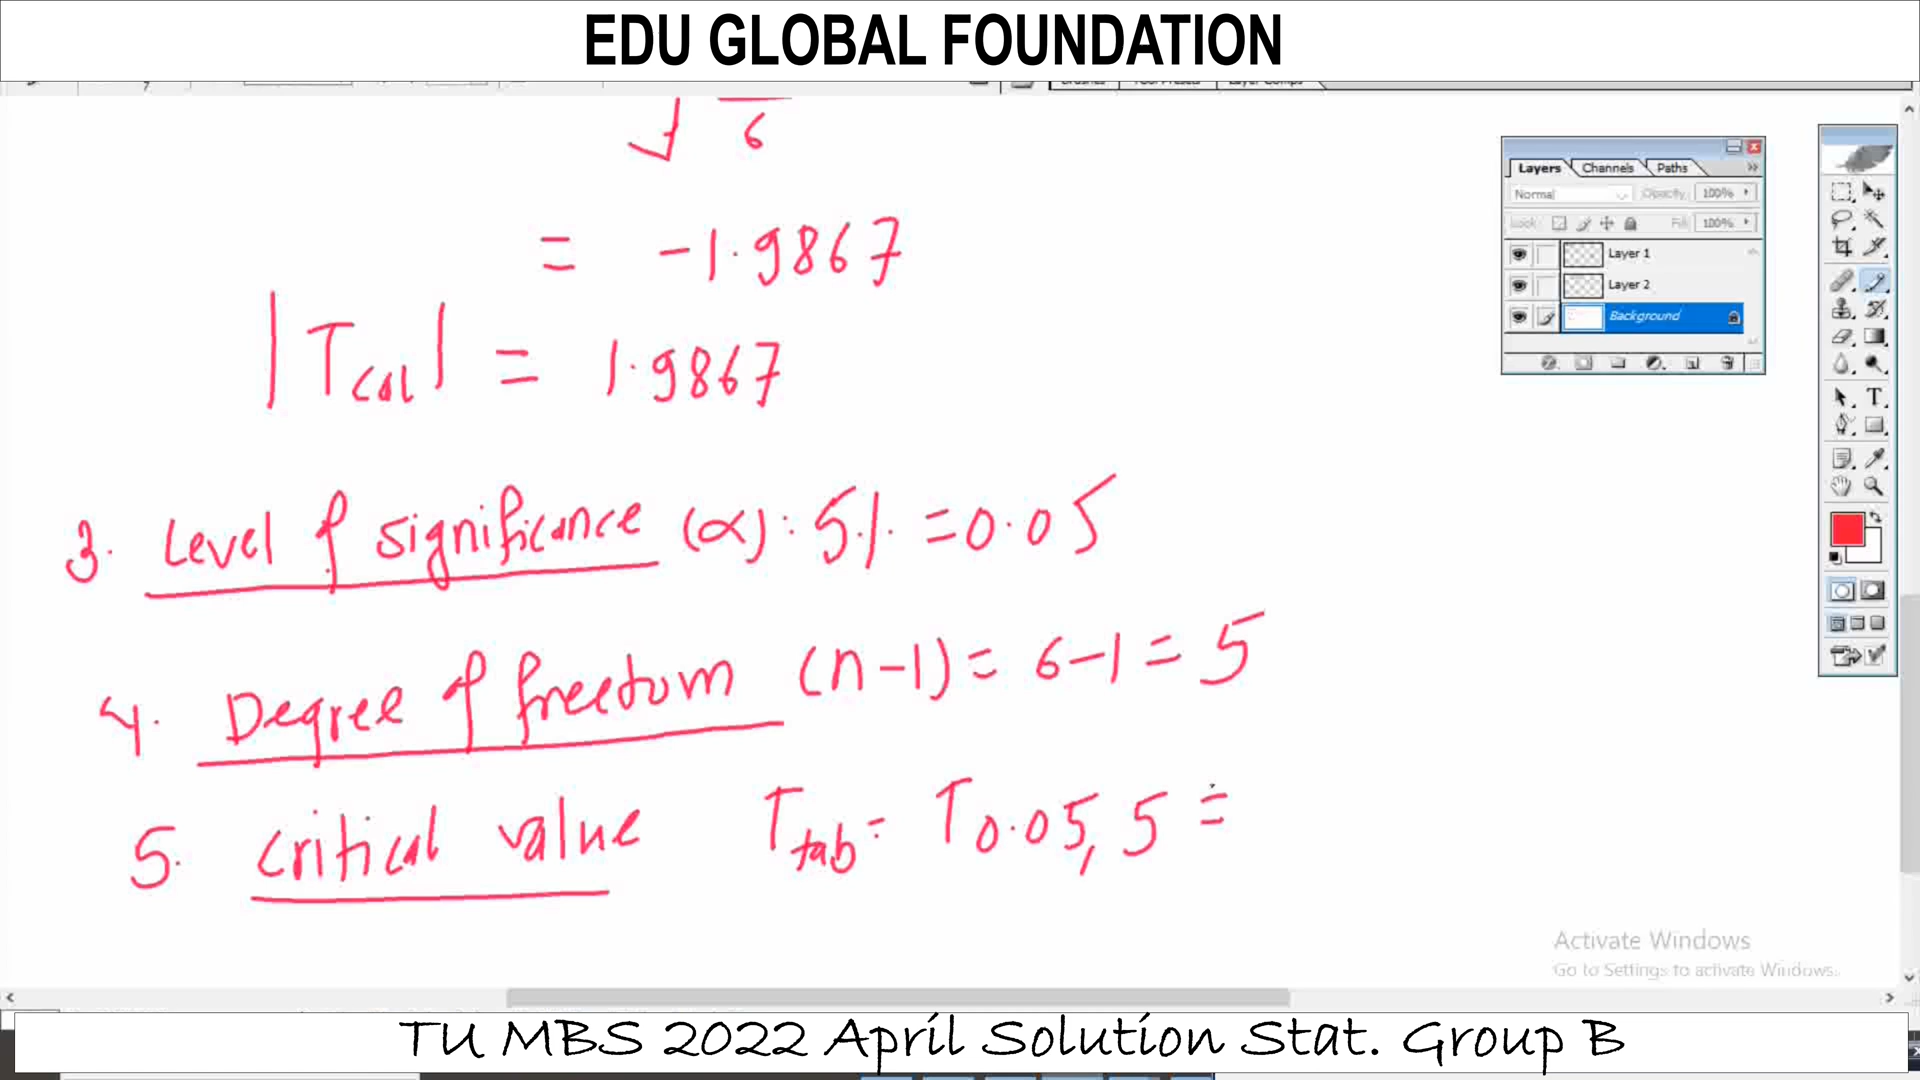 EDU GLOBAL FOUNDATION
√ 6
= -1.9867
|Tcal| = 1.9867
3. Level of significance (α): 5% = 0.05
4. Degree of freedom (n-1) = 6-1 = 5
5. critical value Ttab = T0.05, 5 =
Layers Channels Paths
Normal Opacity: 100%
Lock: Fill: 100%
Layer 1
Layer 2
Background
T
Activate Windows
Go to Settings to activate Windows.
TU MBS 2022 April Solution Stat. Group B